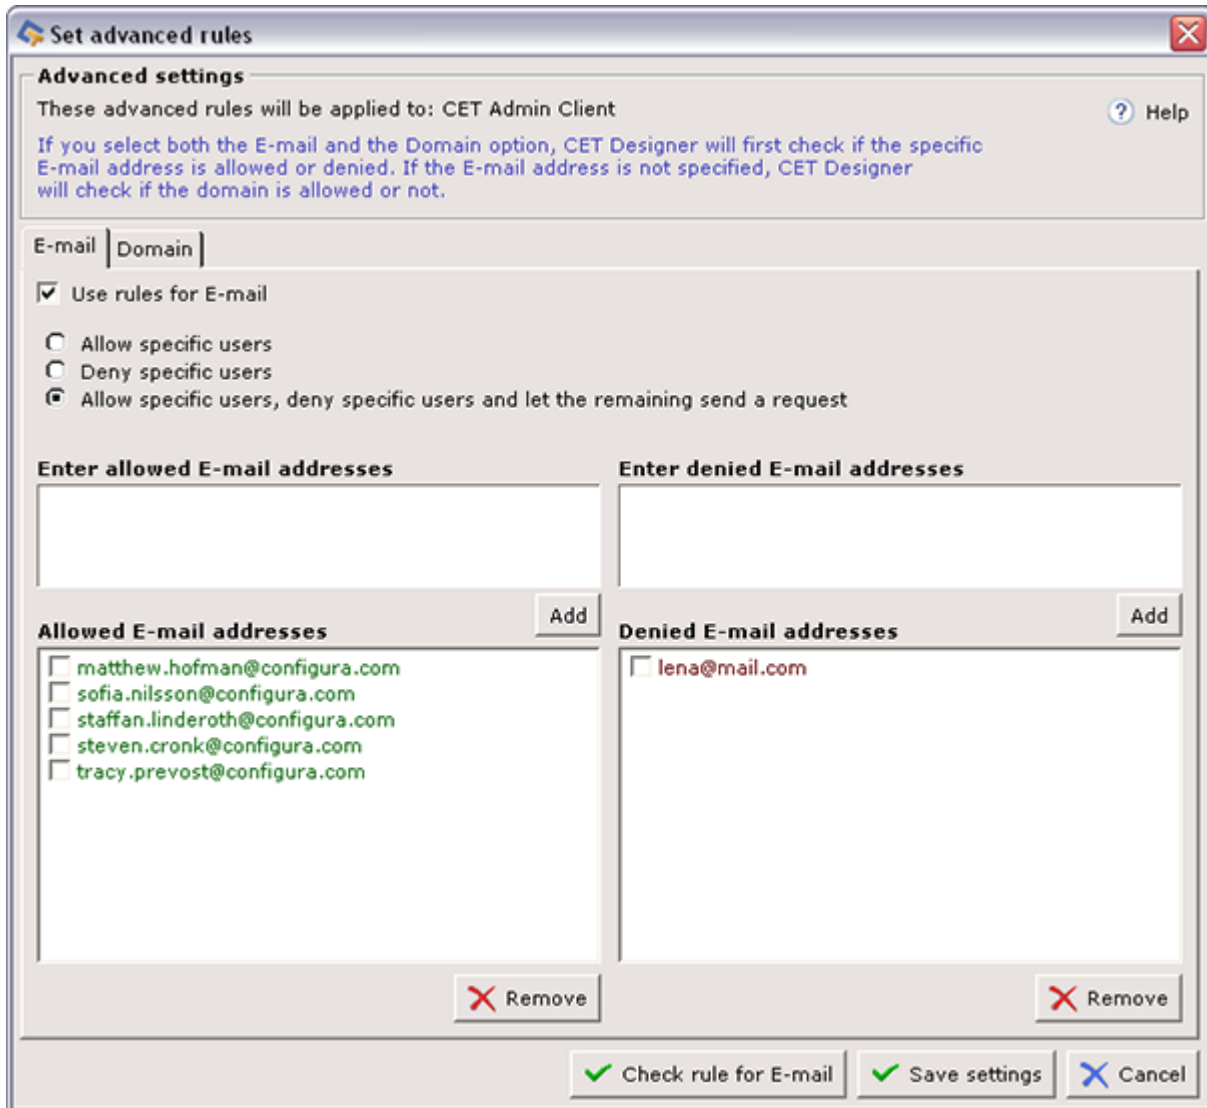 Set advanced rules
Advanced settings
These advanced rules will be applied to: CET Admin Client
Help
If you select both the E-mail and the Domain option, CET Designer will first check if the specific
E-mail address is allowed or denied. If the E-mail address is not specified, CET Designer
will check if the domain is allowed or not.
E-mail
Domain
Use rules for E-mail
Allow specific users
Deny specific users
Allow specific users, deny specific users and let the remaining send a request
Enter allowed E-mail addresses
Enter denied E-mail addresses
Add
Add
Allowed E-mail addresses
Denied E-mail addresses
matthew.hofman@configura.com
sofia.nilsson@configura.com
staffan.linderoth@configura.com
steven.cronk@configura.com
tracy.prevost@configura.com
lena@mail.com
Remove
Remove
Check rule for E-mail
Save settings
Cancel